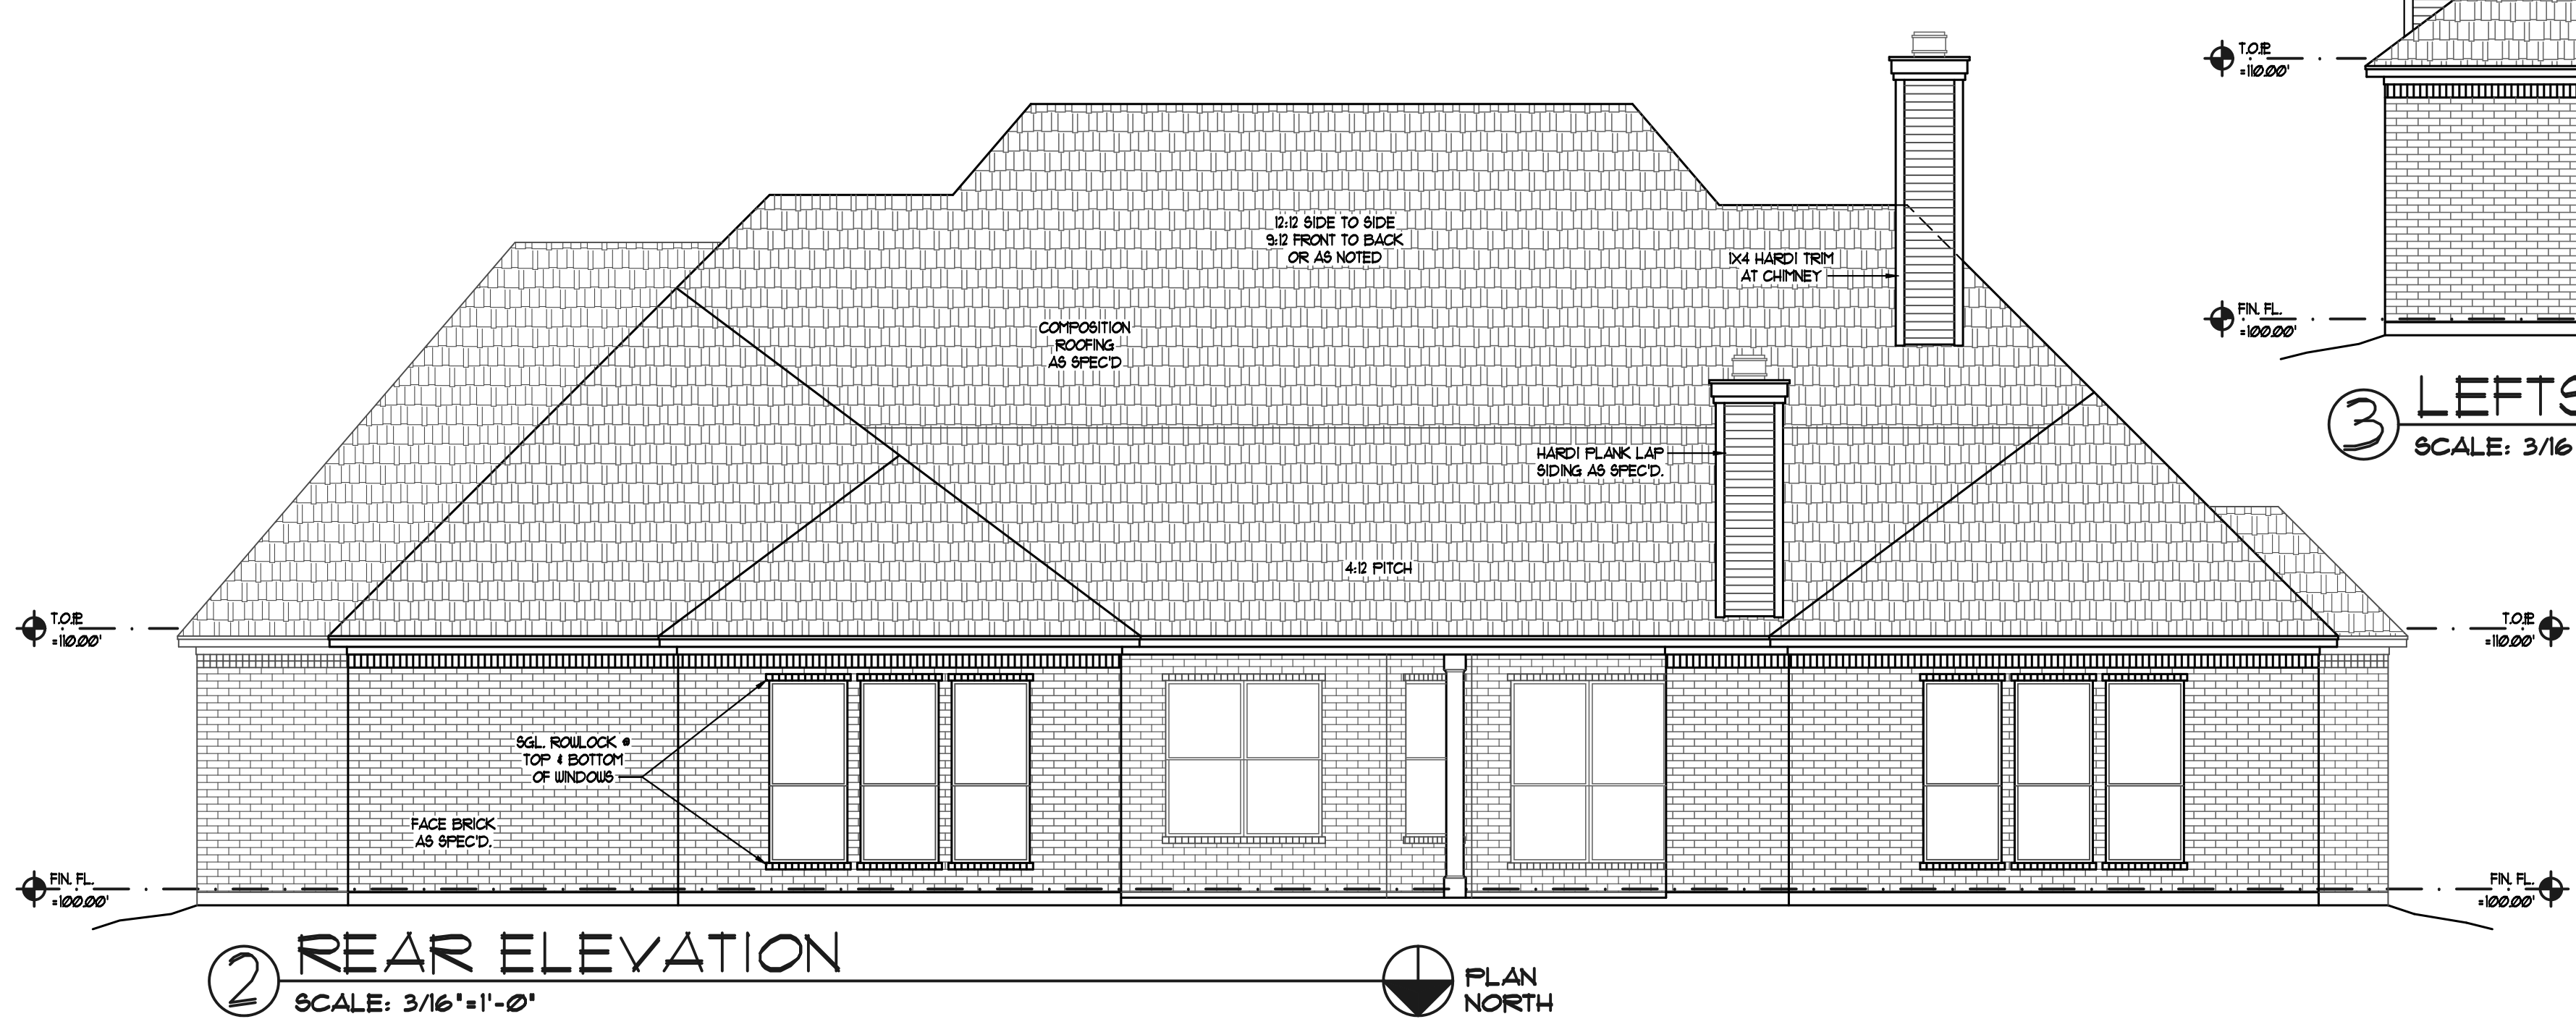 T.O.P.
=110.00'
12:12 SIDE TO SIDE
9:12 FRONT TO BACK
OR AS NOTED
1X4 HARDI TRIM
AT CHIMNEY
COMPOSITION
ROOFING
AS SPEC'D
FIN. FL.
=100.00'
3
LEFTS
SCALE: 3/16
HARDI PLANK LAP
SIDING AS SPEC'D.
4:12 PITCH
T.O.P.
=110.00'
T.O.P.
=110.00'
SGL. ROWLOCK @
TOP & BOTTOM
OF WINDOWS
FACE BRICK
AS SPEC'D.
FIN. FL.
=100.00'
FIN. FL.
=100.00'
2
REAR ELEVATION
SCALE: 3/16"=1'-0"
PLAN
NORTH